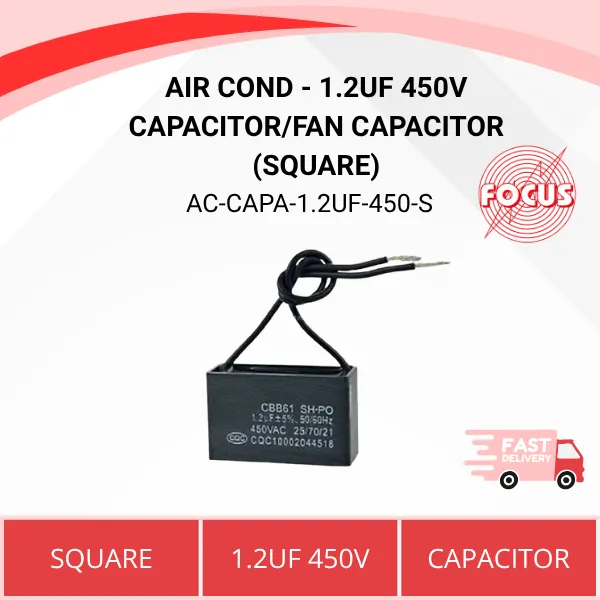 AIR COND - 1.2UF 450V
CAPACITOR/FAN CAPACITOR
(SQUARE)
AC-CAPA-1.2UF-450-S
FOCUS
CBB61 SH·PO
1.2uF±5% 50/60Hz
450VAC 25/70/21
CQC CQC10002044518
FAST
DELIVERY
SQUARE
1.2UF 450V
CAPACITOR